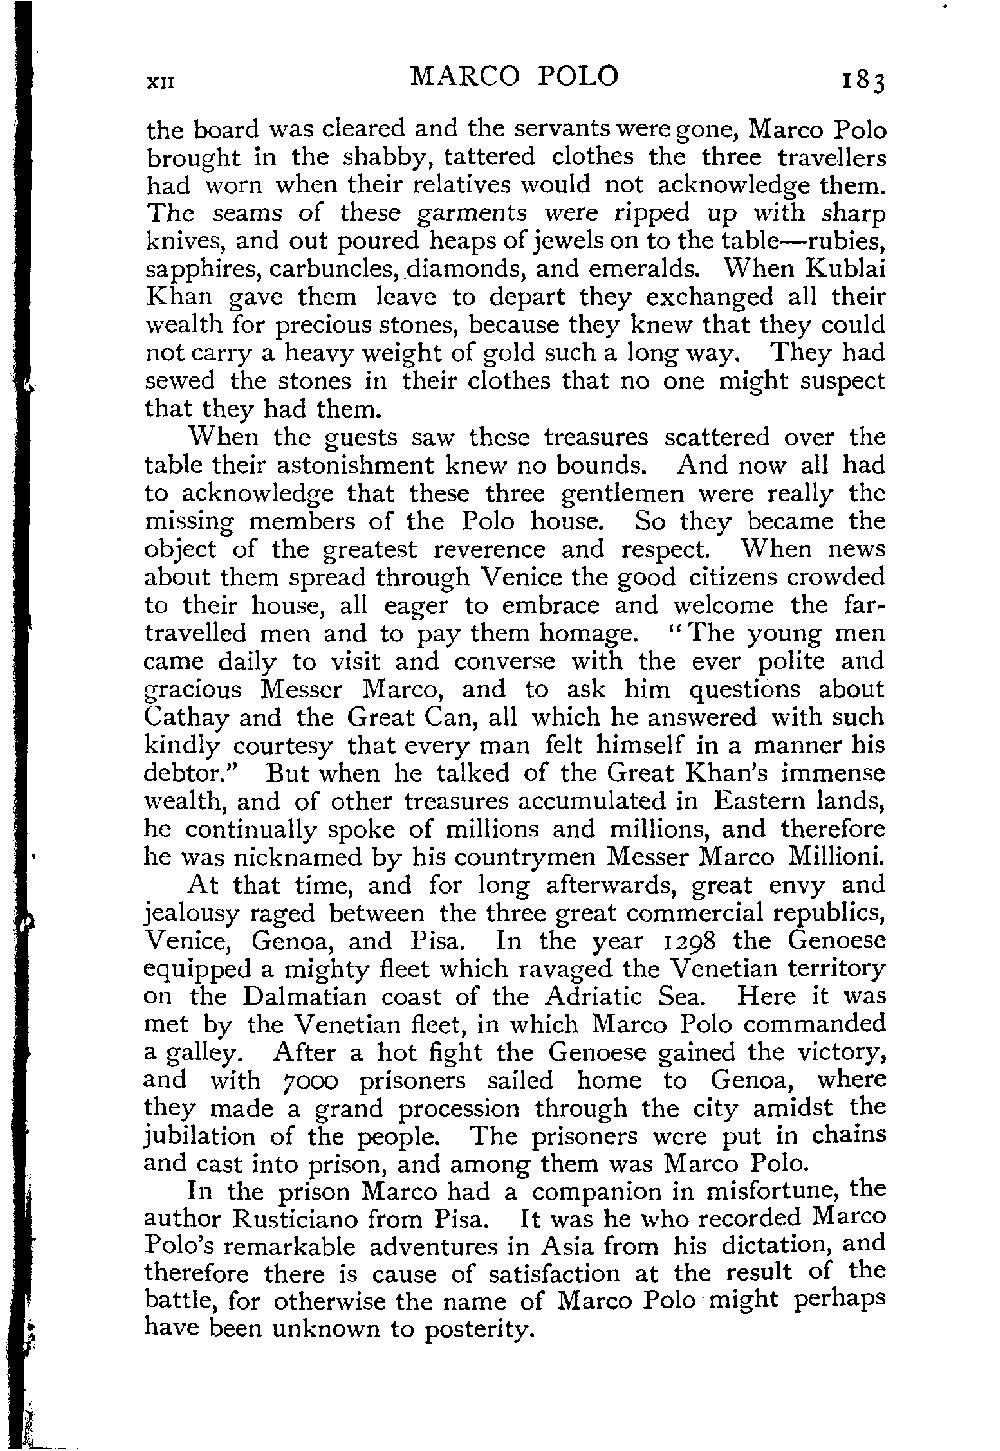 XII MARCO POLO 183
the board was cleared and the servants were gone, Marco Polo
brought in the shabby, tattered clothes the three travellers
had worn when their relatives would not acknowledge them.
The seams of these garments were ripped up with sharp
knives, and out poured heaps of jewels on to the table—rubies,
sapphires, carbuncles, diamonds, and emeralds. When Kublai
Khan gave them leave to depart they exchanged all their
wealth for precious stones, because they knew that they could
not carry a heavy weight of gold such a long way. They had
sewed the stones in their clothes that no one might suspect
that they had them.
When the guests saw these treasures scattered over the
table their astonishment knew no bounds. And now all had
to acknowledge that these three gentlemen were really the
missing members of the Polo house. So they became the
object of the greatest reverence and respect. When news
about them spread through Venice the good citizens crowded
to their house, all eager to embrace and welcome the far-
travelled men and to pay them homage. "The young men
came daily to visit and converse with the ever polite and
gracious Messer Marco, and to ask him questions about
Cathay and the Great Can, all which he answered with such
kindly courtesy that every man felt himself in a manner his
debtor." But when he talked of the Great Khan's immense
wealth, and of other treasures accumulated in Eastern lands,
he continually spoke of millions and millions, and therefore
he was nicknamed by his countrymen Messer Marco Millioni.
At that time, and for long afterwards, great envy and
jealousy raged between the three great commercial republics,
Venice, Genoa, and Pisa. In the year 1298 the Genoese
equipped a mighty fleet which ravaged the Venetian territory
on the Dalmatian coast of the Adriatic Sea. Here it was
met by the Venetian fleet, in which Marco Polo commanded
a galley. After a hot fight the Genoese gained the victory,
and with 7000 prisoners sailed home to Genoa, where
they made a grand procession through the city amidst the
jubilation of the people. The prisoners were put in chains
and cast into prison, and among them was Marco Polo.
In the prison Marco had a companion in misfortune, the
author Rusticiano from Pisa. It was he who recorded Marco
Polo's remarkable adventures in Asia from his dictation, and
therefore there is cause of satisfaction at the result of the
battle, for otherwise the name of Marco Polo might perhaps
have been unknown to posterity.